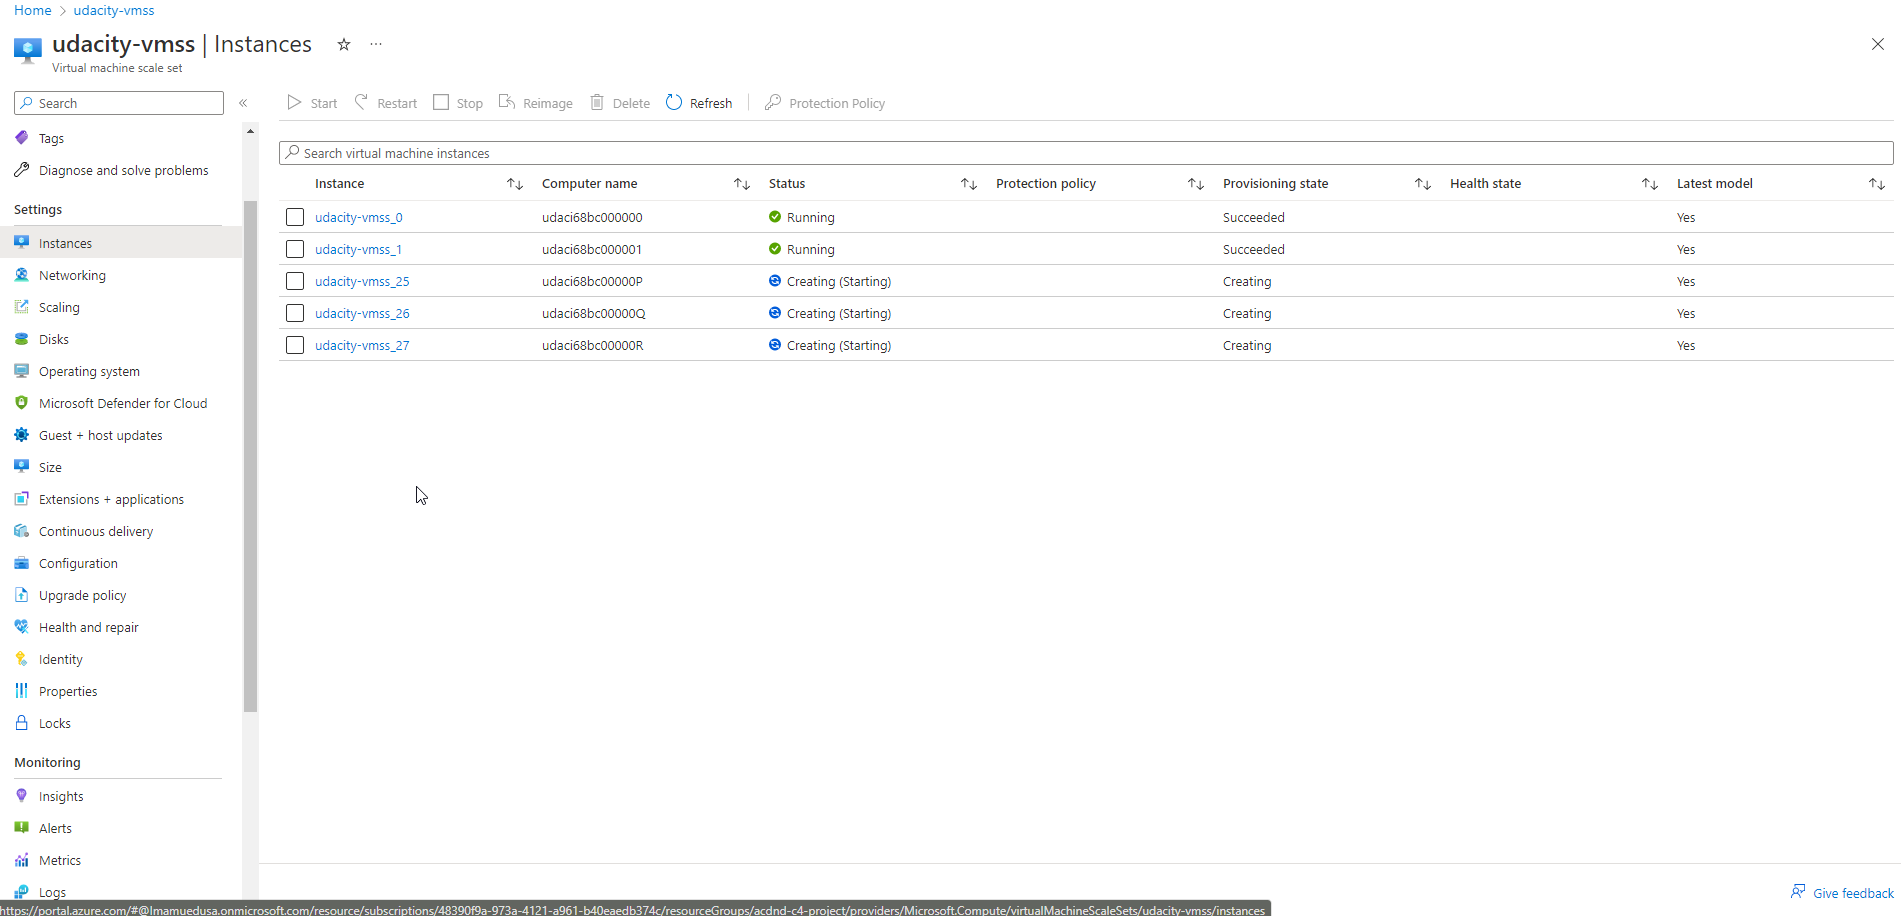 Home > udacity-vmss
udacity-vmss | Instances
Virtual machine scale set
Search
Start Restart Stop Reimage Delete Refresh Protection Policy
Tags
Diagnose and solve problems
Settings
Instances
Networking
Scaling
Disks
Operating system
Microsoft Defender for Cloud
Guest + host updates
Size
Extensions + applications
Continuous delivery
Configuration
Upgrade policy
Health and repair
Identity
Properties
Locks
Monitoring
Insights
Alerts
Metrics
Logs
Search virtual machine instances
Instance Computer name Status Protection policy Provisioning state Health state Latest model
udacity-vmss_0 udaci68bc000000 Running Succeeded Yes
udacity-vmss_1 udaci68bc000001 Running Succeeded Yes
udacity-vmss_25 udaci68bc00000P Creating (Starting) Creating Yes
udacity-vmss_26 udaci68bc00000Q Creating (Starting) Creating Yes
udacity-vmss_27 udaci68bc00000R Creating (Starting) Creating Yes
Give feedback
https://portal.azure.com/#@Imamuedusa.onmicrosoft.com/resource/subscriptions/48390f9a-973a-4121-a961-b40eaedb374c/resourceGroups/acdnd-c4-project/providers/Microsoft.Compute/virtualMachineScaleSets/udacity-vmss/instances